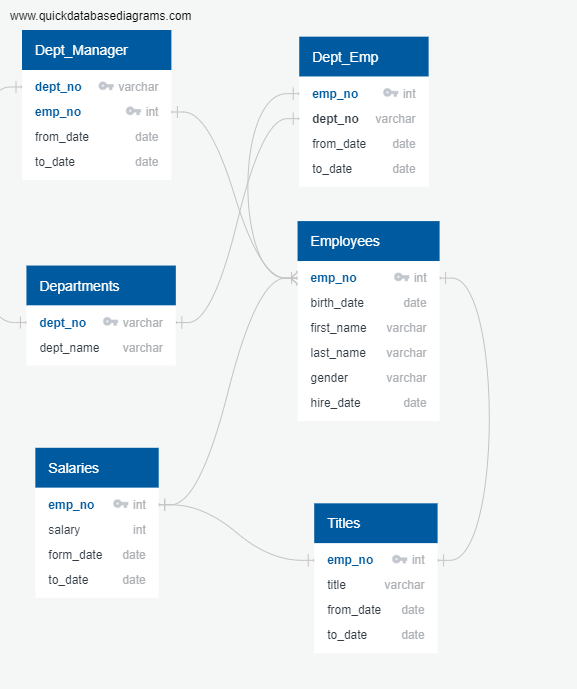 www.quickdatabasediagrams.com
Dept_Manager
dept_no varchar
emp_no int
from_date date
to_date date
Dept_Emp
emp_no int
dept_no varchar
from_date date
to_date date
Employees
emp_no int
birth_date date
first_name varchar
last_name varchar
gender varchar
hire_date date
Departments
dept_no varchar
dept_name varchar
Salaries
emp_no int
salary int
form_date date
to_date date
Titles
emp_no int
title varchar
from_date date
to_date date